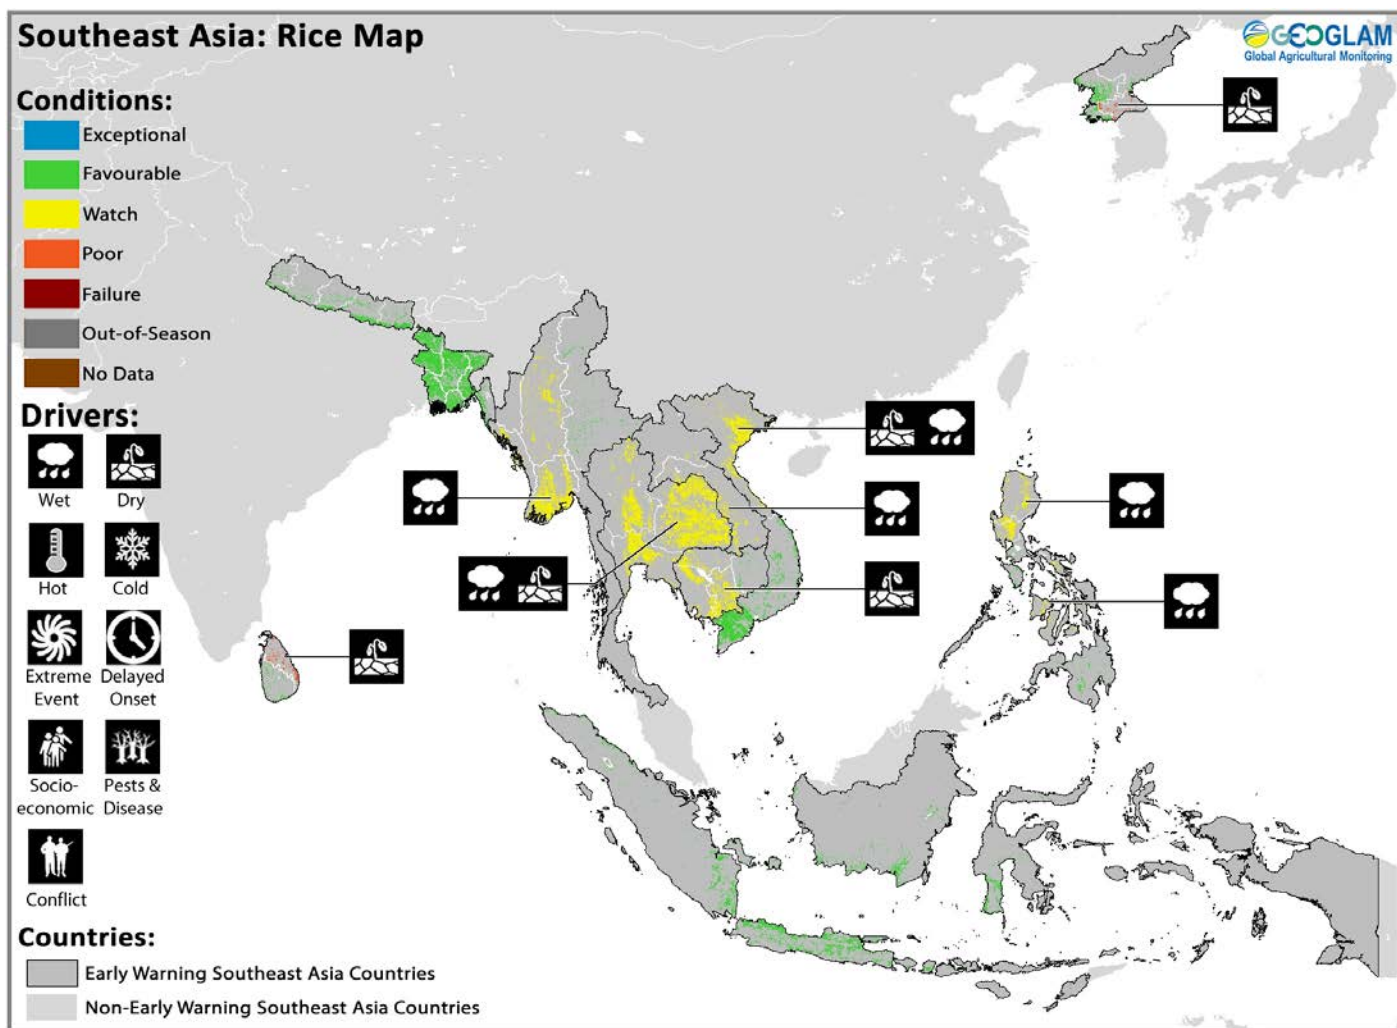 Southeast Asia: Rice Map
GEOGLAM
Global Agricultural Monitoring
Conditions:
Exceptional
Favourable
Watch
Poor
Failure
Out-of-Season
No Data
Drivers:
Wet
Dry
Hot
Cold
Extreme
Event
Delayed
Onset
Socio-
economic
Pests &
Disease
Conflict
Countries:
Early Warning Southeast Asia Countries
Non-Early Warning Southeast Asia Countries